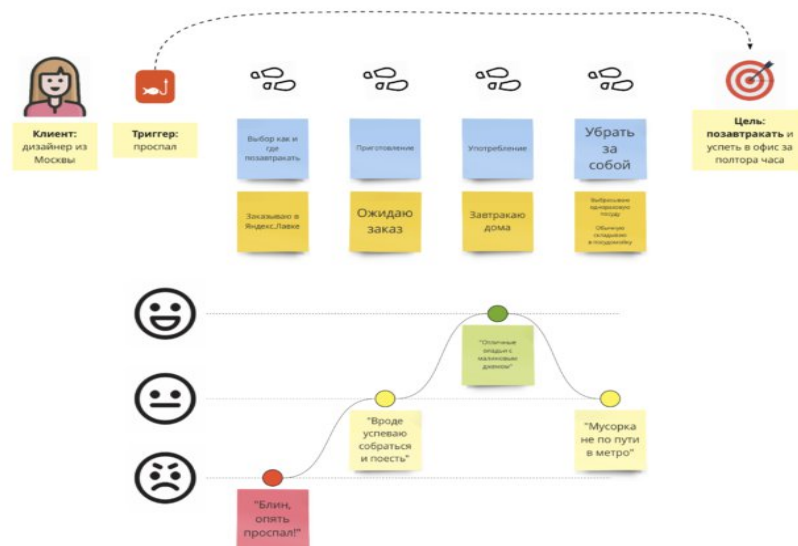 Клиент:
дизайнер из
Москвы
Триггер:
проспал
Выбор как и
где
позавтракать
Приготовление
Употребление
Убрать
за
собой
Цель:
позавтракать и
успеть в офис за
полтора часа
Заказываю в
Яндекс.Лавке
Ожидаю
заказ
Завтракаю
дома
Выбрасываю
одноразовую
посуду
Обычную
складываю
в посудомойку
"Отличные
оладьи с
малиновым
джемом"
"Вроде
успеваю
собраться
и поесть"
"Мусорка
не по пути
в метро"
"Блин,
опять
проспал!"